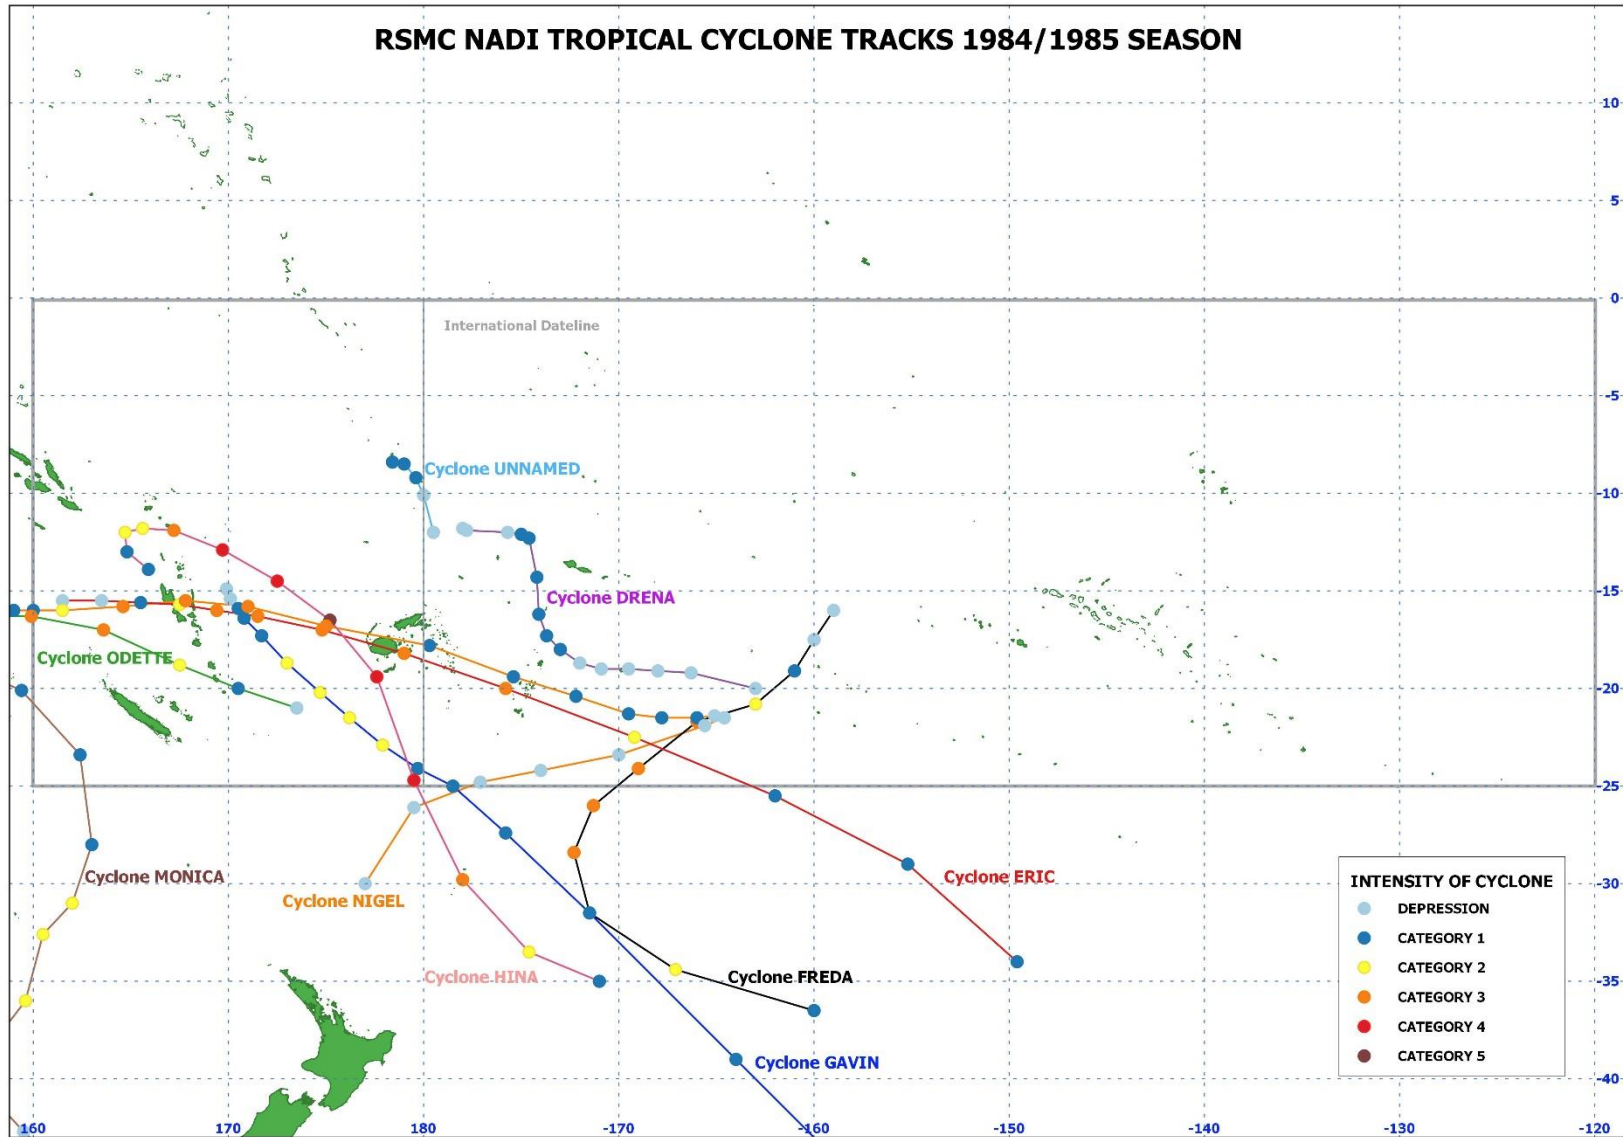 RSMC NADI TROPICAL CYCLONE TRACKS 1984/1985 SEASON
10
5
0
International Dateline
-5
Cyclone UNNAMED
-10
-15
Cyclone DRENA
Cyclone ODETTE
-20
-25
Cyclone MONICA
Cyclone ERIC
-30
Cyclone NIGEL
Cyclone HINA
Cyclone FREDA
-35
Cyclone GAVIN
-40
INTENSITY OF CYCLONE
DEPRESSION
CATEGORY 1
CATEGORY 2
CATEGORY 3
CATEGORY 4
CATEGORY 5
160 170 180 -170 -160 -150 -140 -130 -120